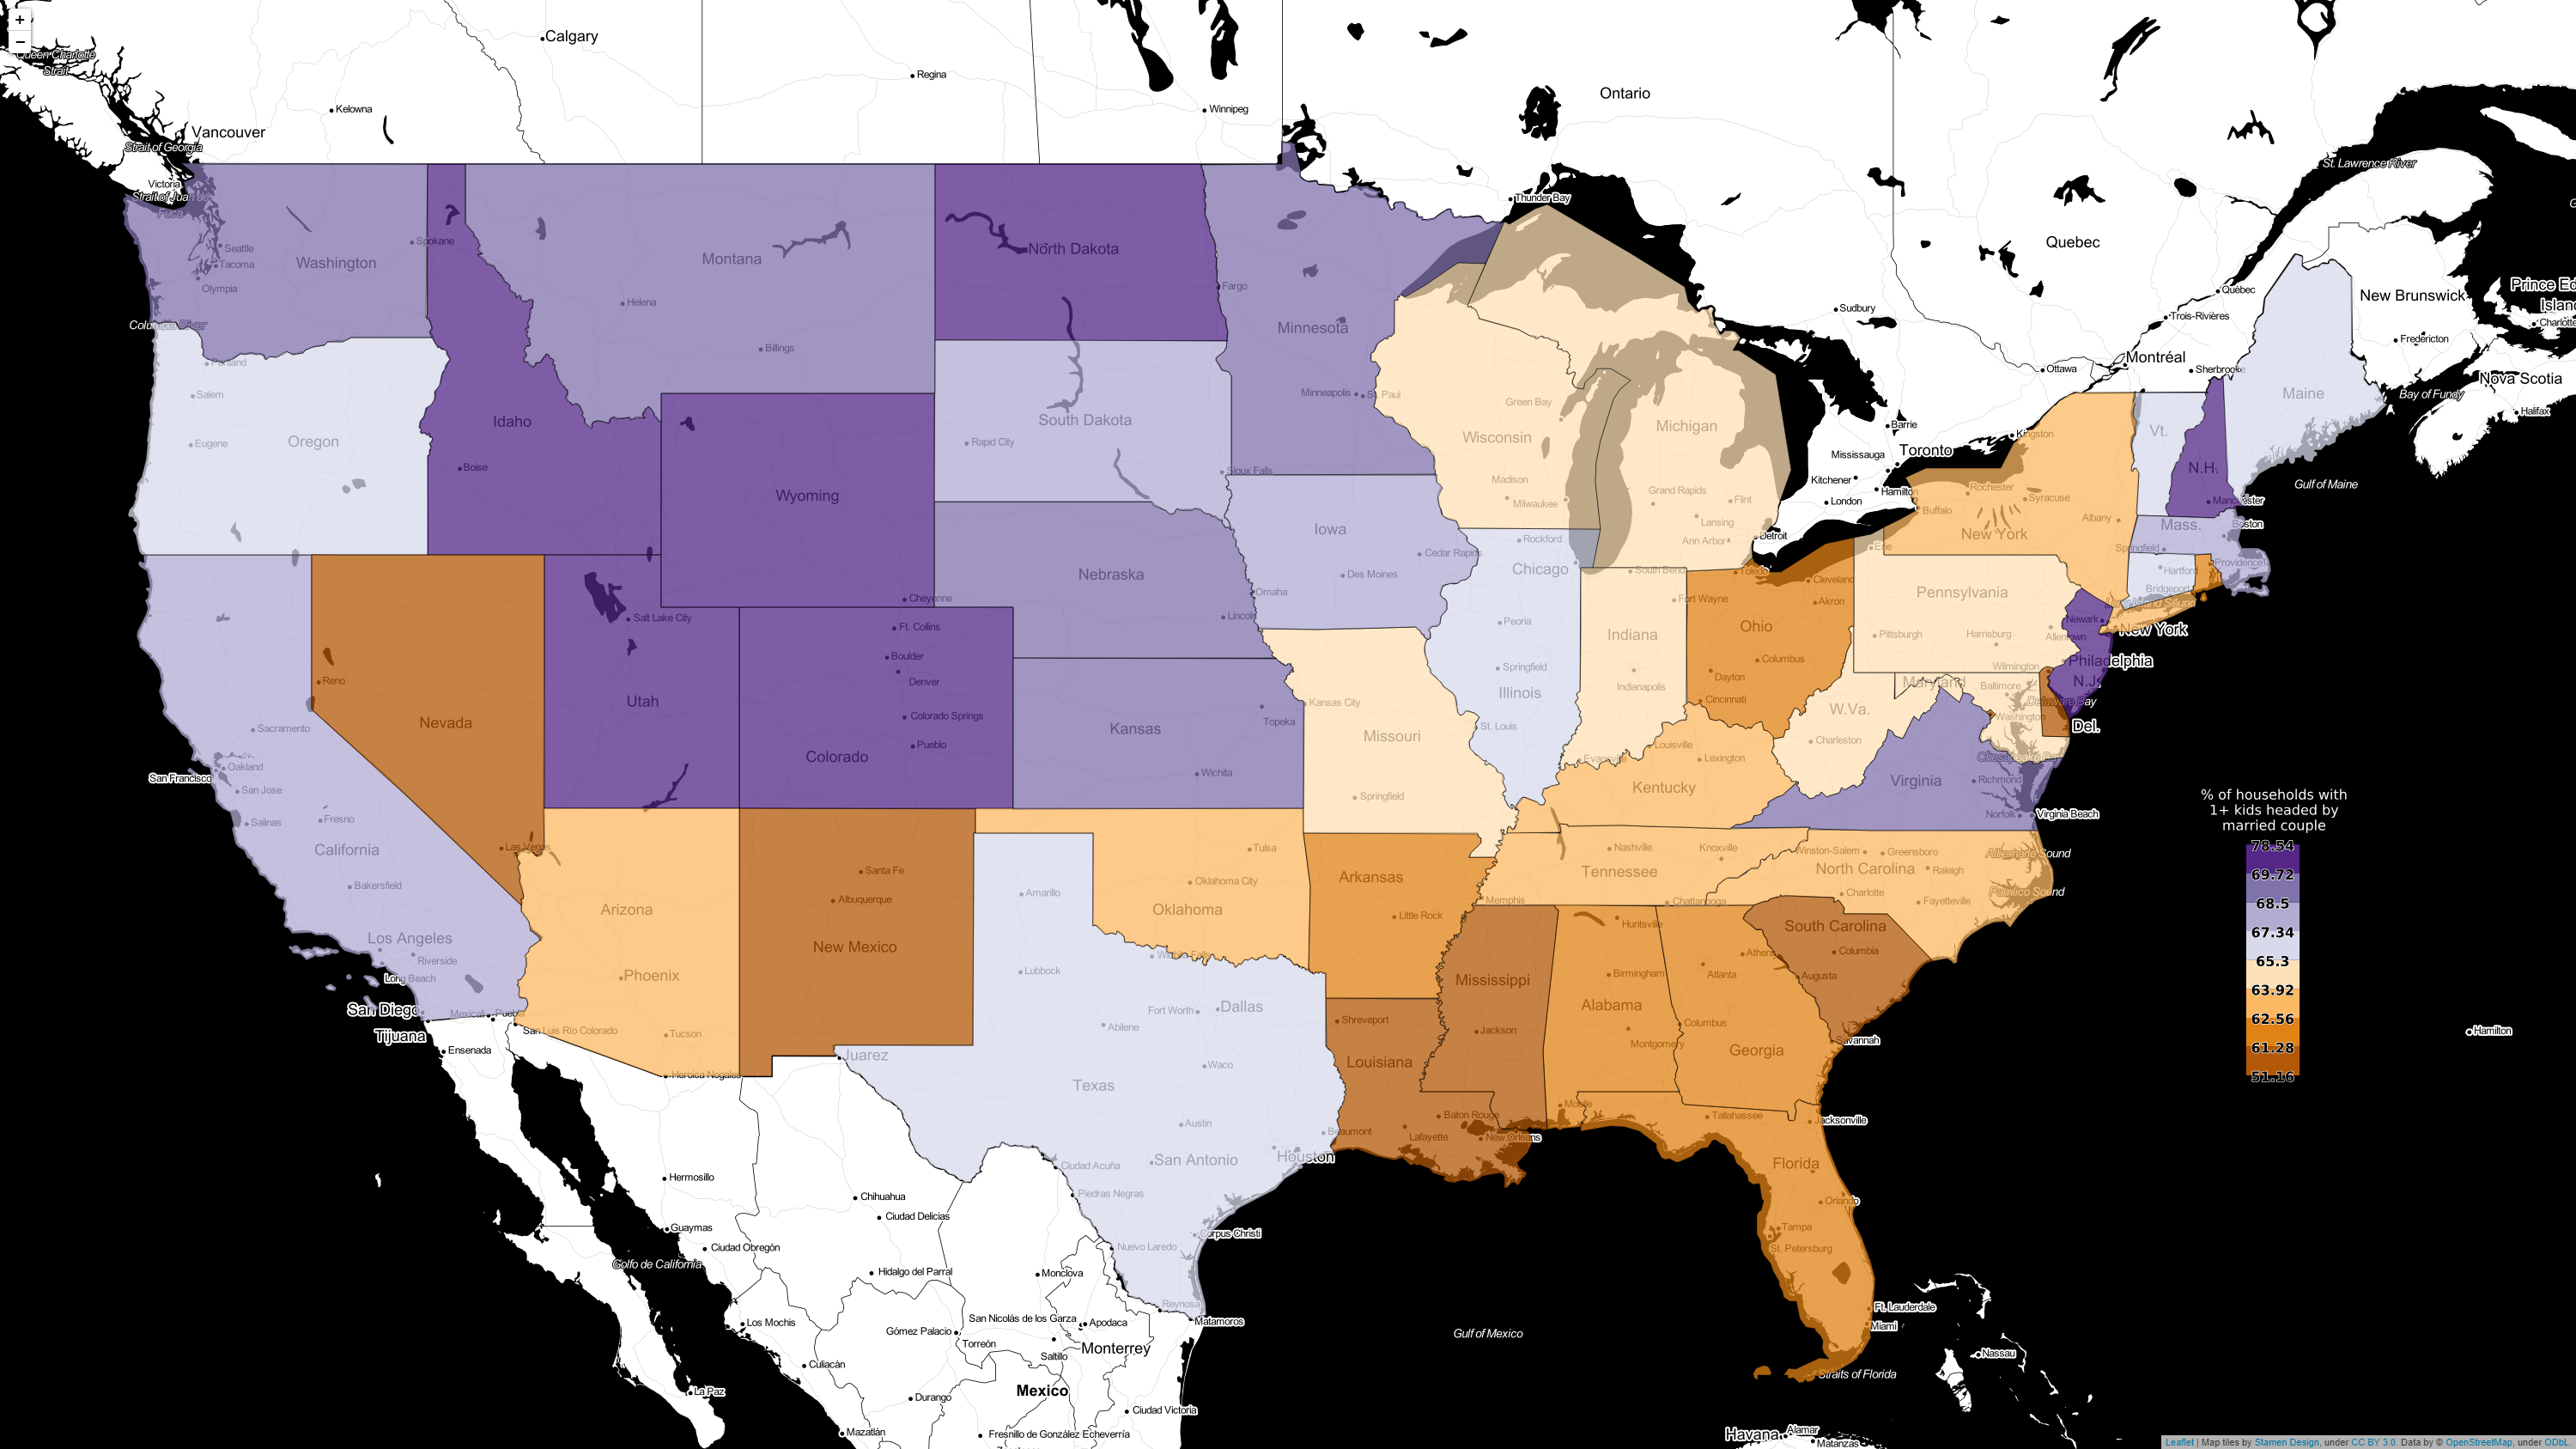 +
−
Calgary
Queen Charlotte
Strait
Regina
Ontario
Kelowna
Winnipeg
Vancouver
Strait of Georgia
St. Lawrence River
Victoria
Strait of Juan de
Fuca
Thunder Bay
Seattle
Spokane
Tacoma
Washington
Olympia
Montana
North Dakota
Quebec
Helena
Fargo
Québec
New Brunswick
Prince Ed
Islan
Charlotte
Columbia River
Minnesota
Sudbury
Trois-Rivières
Fredericton
Portland
Billings
Ottawa
Montréal
Sherbrooke
Nova Scotia
Salem
Minneapolis
St. Paul
Green Bay
Maine
Bay of Fundy
Halifax
Idaho
South Dakota
Michigan
Barrie
Kingston
Vt.
Eugene
Oregon
Rapid City
Wisconsin
Toronto
Mississauga
Boise
Sioux Falls
Madison
Kitchener
N.H.
Gulf of Maine
Wyoming
Milwaukee
Grand Rapids
Flint
London
Hamilton
Rochester
Syracuse
Manchester
Lansing
Buffalo
Albany
Mass.
Boston
Iowa
Rockford
Ann Arbor
Detroit
New York
Springfield
Cedar Rapids
Erie
Providence
Nebraska
Des Moines
Chicago
South Bend
Toledo
Cleveland
Hartford
Omaha
Fort Wayne
Akron
Pennsylvania
Bridgeport
Cheyenne
Long Island Sound
Salt Lake City
Ft. Collins
Lincoln
Peoria
Indiana
Ohio
Pittsburgh
Harrisburg
Allentown
Newark
New York
Boulder
Columbus
Philadelphia
Springfield
Wilmington
Reno
Denver
Indianapolis
Dayton
Maryland
Baltimore
N.J.
Utah
Illinois
Cincinnati
Delaware Bay
Nevada
Colorado Springs
Topeka
Kansas City
W.Va.
Washington
Del.
Sacramento
Kansas
Missouri
St. Louis
Charleston
Pueblo
Louisville
Colorado
Evansville
Lexington
Chesapeake Bay
Oakland
San Francisco
Wichita
Virginia
Richmond
San Jose
Springfield
Kentucky
Norfolk
Virginia Beach
% of households with
1+ kids headed by
married couple
Salinas
Fresno
California
Las Vegas
Tulsa
Nashville
Knoxville
Winston-Salem
Greensboro
Albemarle Sound
78.54
Santa Fe
Arkansas
Tennessee
North Carolina
Raleigh
69.72
Bakersfield
Oklahoma City
Amarillo
Charlotte
Pamlico Sound
Albuquerque
Memphis
Chattanooga
Fayetteville
68.5
Arizona
Oklahoma
Little Rock
Huntsville
South Carolina
Los Angeles
New Mexico
Athens
Columbia
67.34
Riverside
Wichita Falls
Long Beach
Phoenix
Lubbock
Mississippi
Birmingham
Atlanta
Augusta
65.3
San Diego
Mexicali
Puebla
Fort Worth
Dallas
Alabama
63.92
Tijuana
San Luis Río Colorado
Tucson
Abilene
Shreveport
Jackson
Columbus
62.56
Hamilton
Ensenada
Juarez
Louisiana
Montgomery
Georgia
Savannah
61.28
Heroica Nogales
Waco
51.16
Texas
Mobile
Tallahassee
Jacksonville
Austin
Beaumont
Baton Rouge
Lafayette
New Orleans
Ciudad Acuña
San Antonio
Houston
Florida
Hermosillo
Piedras Negras
Chihuahua
Orlando
Ciudad Delicias
Guaymas
Corpus Christi
Tampa
Ciudad Obregón
Nuevo Laredo
St. Petersburg
Golfo de California
Hidalgo del Parral
Monclova
Reynosa
Ft. Lauderdale
Los Mochis
San Nicolás de los Garza
Apodaca
Matamoros
Miami
Gómez Palacio
Gulf of Mexico
Torreón
Monterrey
Nassau
Culiacán
Saltillo
Straits of Florida
La Paz
Mexico
Durango
Ciudad Victoria
Mazatlán
Fresnillo de González Echeverría
Havana
Alamar
Matanzas
Leaflet | Map tiles by Stamen Design, under CC BY 3.0. Data by © OpenStreetMap, under ODbL.